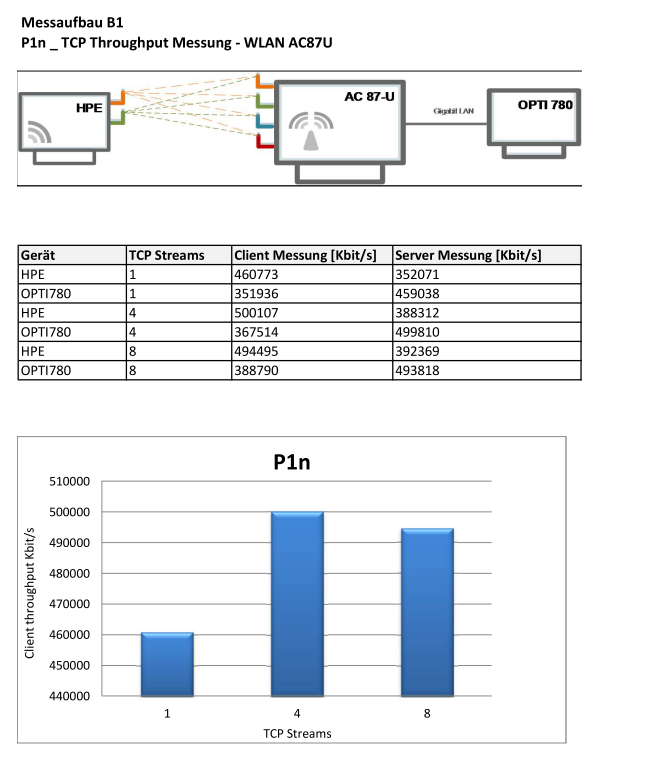 Messaufbau B1
P1n _ TCP Throughput Messung - WLAN AC87U
HPE
AC 87-U
Gigabit LAN
OPTI 780
Gerät TCP Streams Client Messung [Kbit/s] Server Messung [Kbit/s]
HPE 1 460773 352071
OPTI780 1 351936 459038
HPE 4 500107 388312
OPTI780 4 367514 499810
HPE 8 494495 392369
OPTI780 8 388790 493818
P1n
Client throughput Kbit/s
510000
500000
490000
480000
470000
460000
450000
440000
1 4 8
TCP Streams